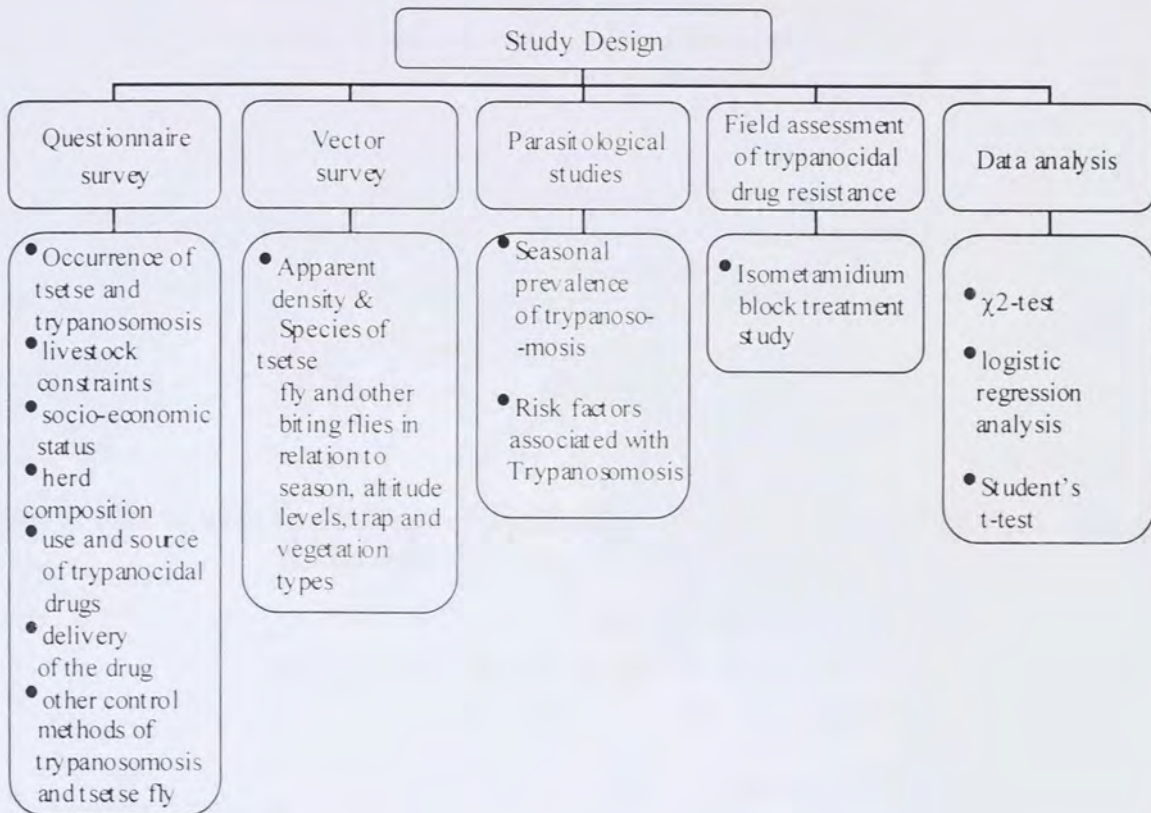 Study Design
Questionnaire
survey
Vector
survey
Parasitological
studies
Field assessment
of trypanocidal
drug resistance
Data analysis
• Occurrence of
tsetse and
trypanosomosis
• livestock
constraints
• socio-economic
status
• herd
composition
• use and source
of trypanocidal
drugs
• delivery
of the drug
• other control
methods of
trypanosomosis
and tsetse fly
• Apparent
density &
Species of
tsetse
fly and other
biting flies in
relation to
season, altitude
levels, trap and
vegetation
types
• Seasonal
prevalence
of trypanoso-
-mosis
• Risk factors
associated with
Trypanosomosis
• Isometamidium
block treatment
study
• χ2-test
• logistic
regression
analysis
• Student's
t-test